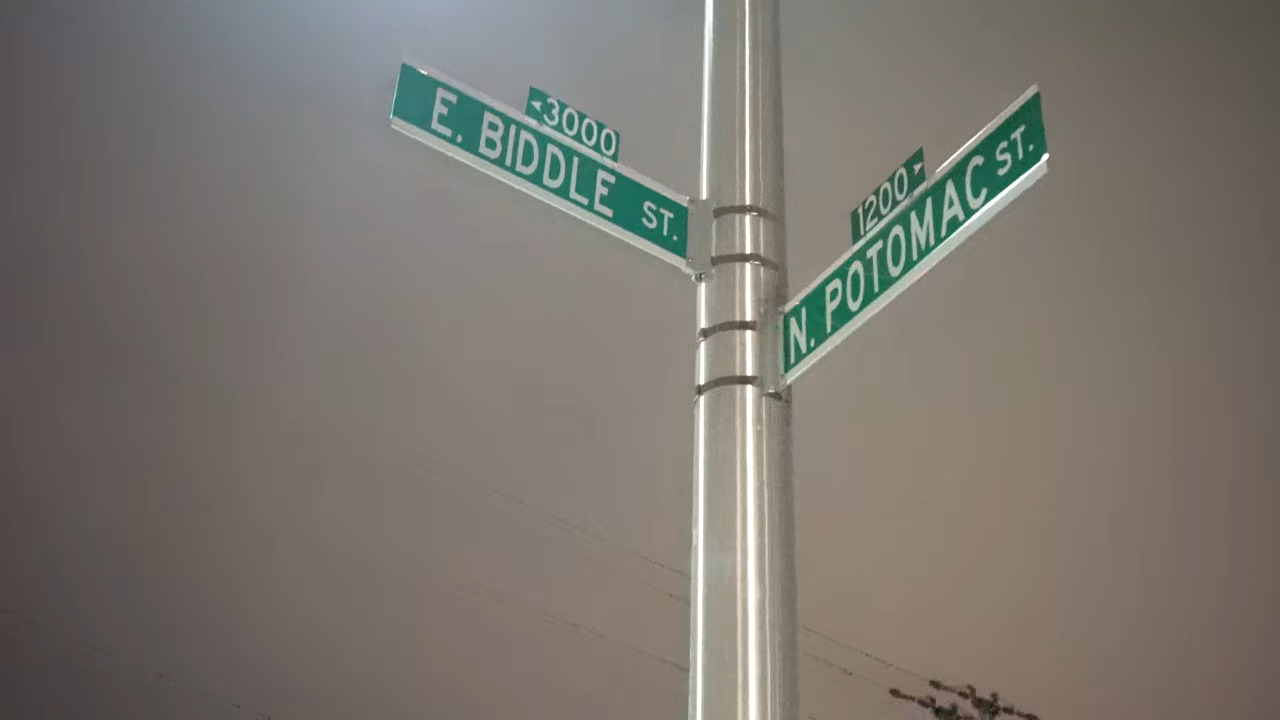 ◄3000
E. BIDDLE ST.
1200►
N. POTOMAC ST.